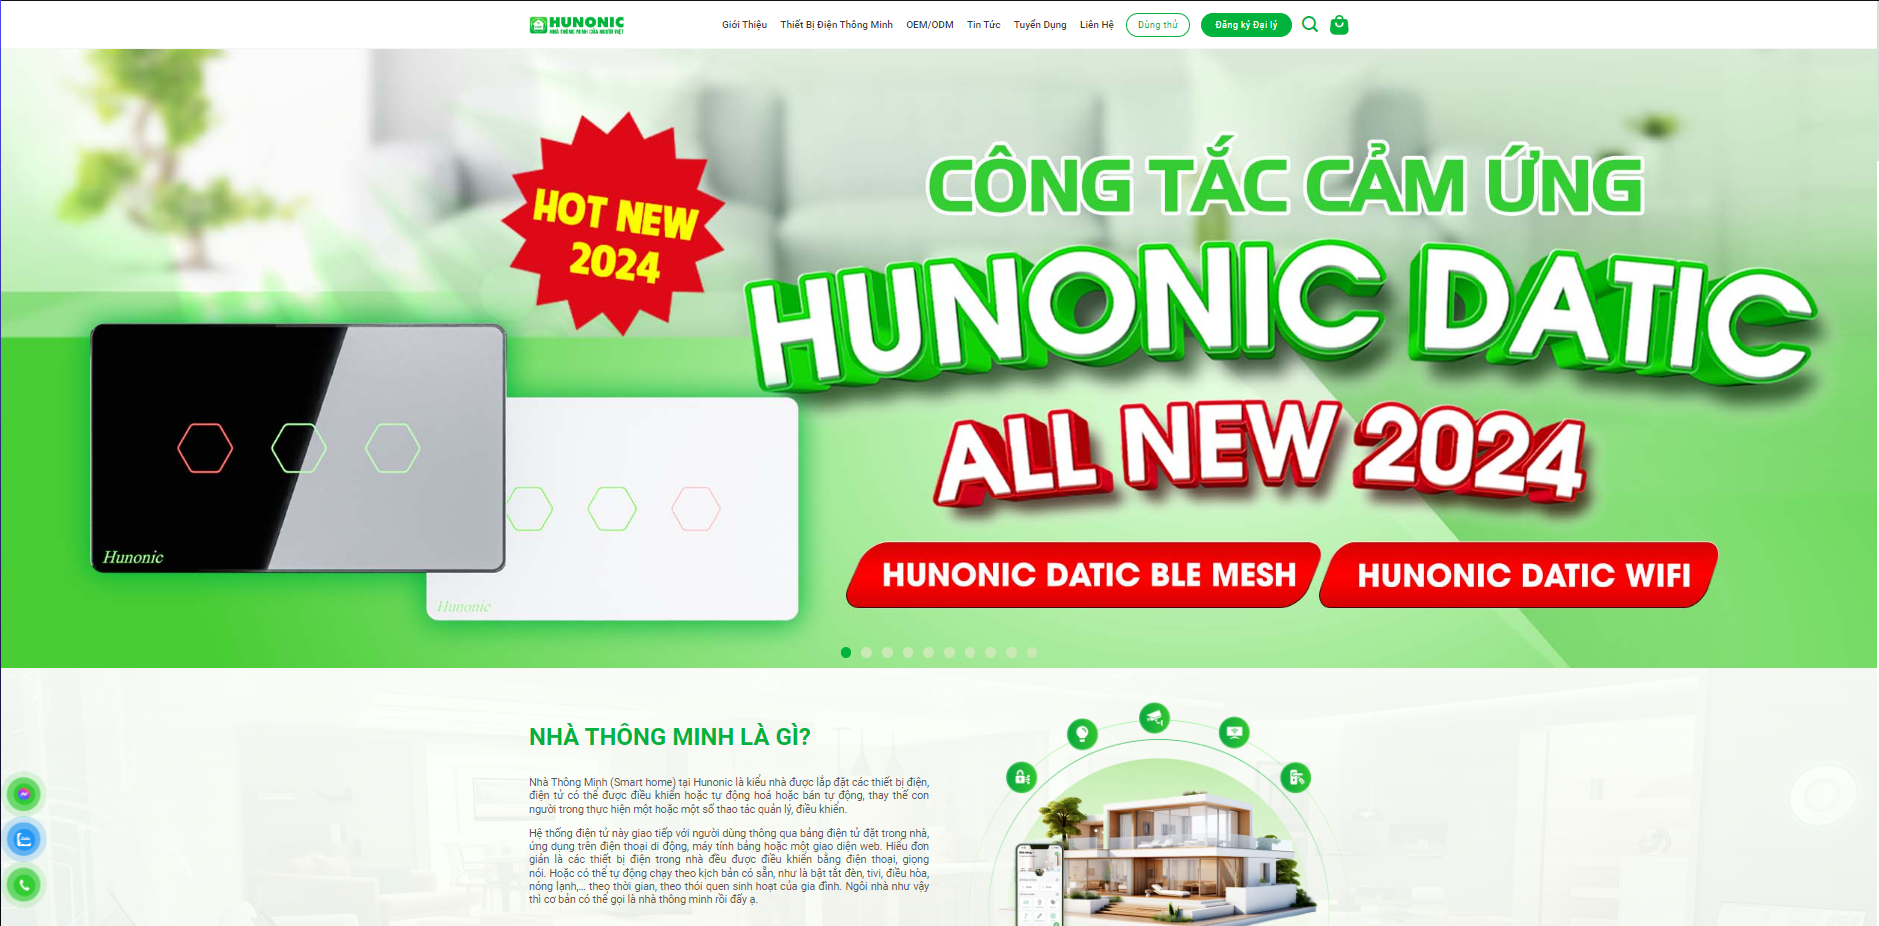 HUNONIC
NHÀ THÔNG MINH CỦA NGƯỜI VIỆT
Giới Thiệu
Thiết Bị Điện Thông Minh
OEM/ODM
Tin Tức
Tuyển Dụng
Liên Hệ
Dùng thử
Đăng ký Đại lý
HOT NEW
2024
CÔNG TẮC CẢM ỨNG
HUNONIC DATIC
ALL NEW 2024
HUNONIC DATIC BLE MESH
HUNONIC DATIC WIFI
Hunonic
Hunonic
NHÀ THÔNG MINH LÀ GÌ?
Nhà Thông Minh (Smart home) tại Hunonic là kiểu nhà được lắp đặt các thiết bị điện,
điện tử có thể được điều khiển hoặc tự động hoá hoặc bán tự động, thay thế con
người trong thực hiện một hoặc một số thao tác quản lý, điều khiển.
Hệ thống điện tử này giao tiếp với người dùng thông qua bảng điện tử đặt trong nhà,
ứng dụng trên điện thoại di động, máy tính bảng hoặc một giao diện web. Hiểu đơn
giản là các thiết bị điện trong nhà đều được điều khiển bằng điện thoại, giọng
nói. Hoặc có thể tự động chạy theo kịch bản có sẵn, như là bật tắt đèn, tivi, điều hòa,
nóng lạnh,... theo thời gian, theo thói quen sinh hoạt của gia đình. Ngôi nhà như vậy
thì cơ bản có thể gọi là nhà thông minh rồi đấy ạ.